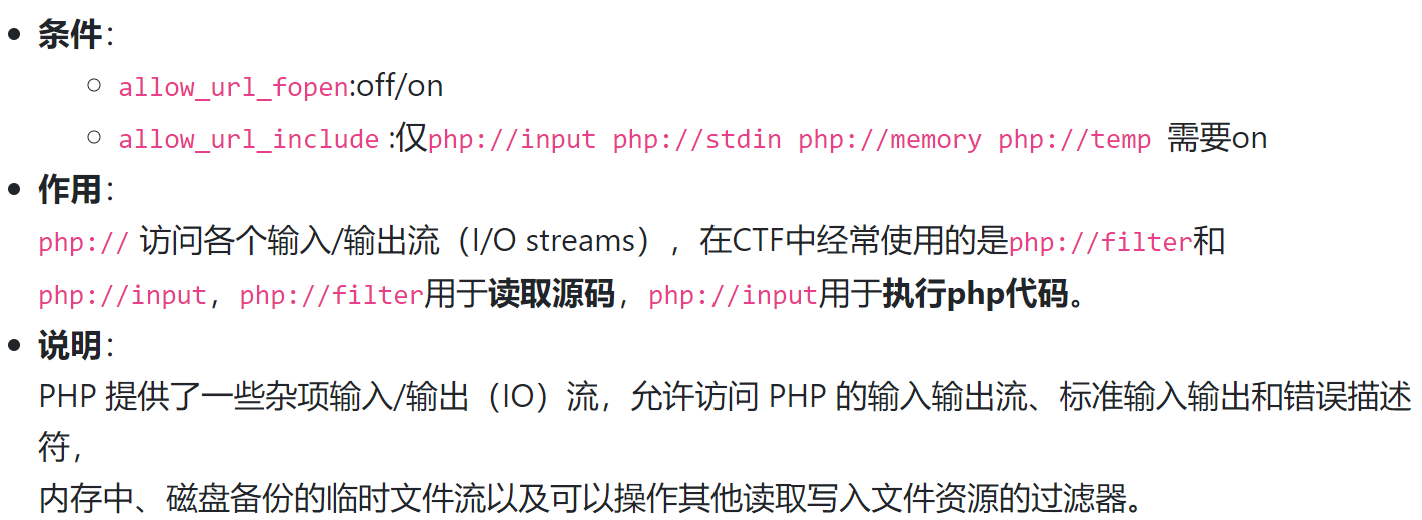 条件：
allow_url_fopen:off/on
allow_url_include :仅php://input php://stdin php://memory php://temp 需要on
作用：
php:// 访问各个输入/输出流（I/O streams），在CTF中经常使用的是php://filter和
php://input，php://filter用于读取源码，php://input用于执行php代码。
说明：
PHP 提供了一些杂项输入/输出（IO）流，允许访问 PHP 的输入输出流、标准输入输出和错误描述
符，
内存中、磁盘备份的临时文件流以及可以操作其他读取写入文件资源的过滤器。